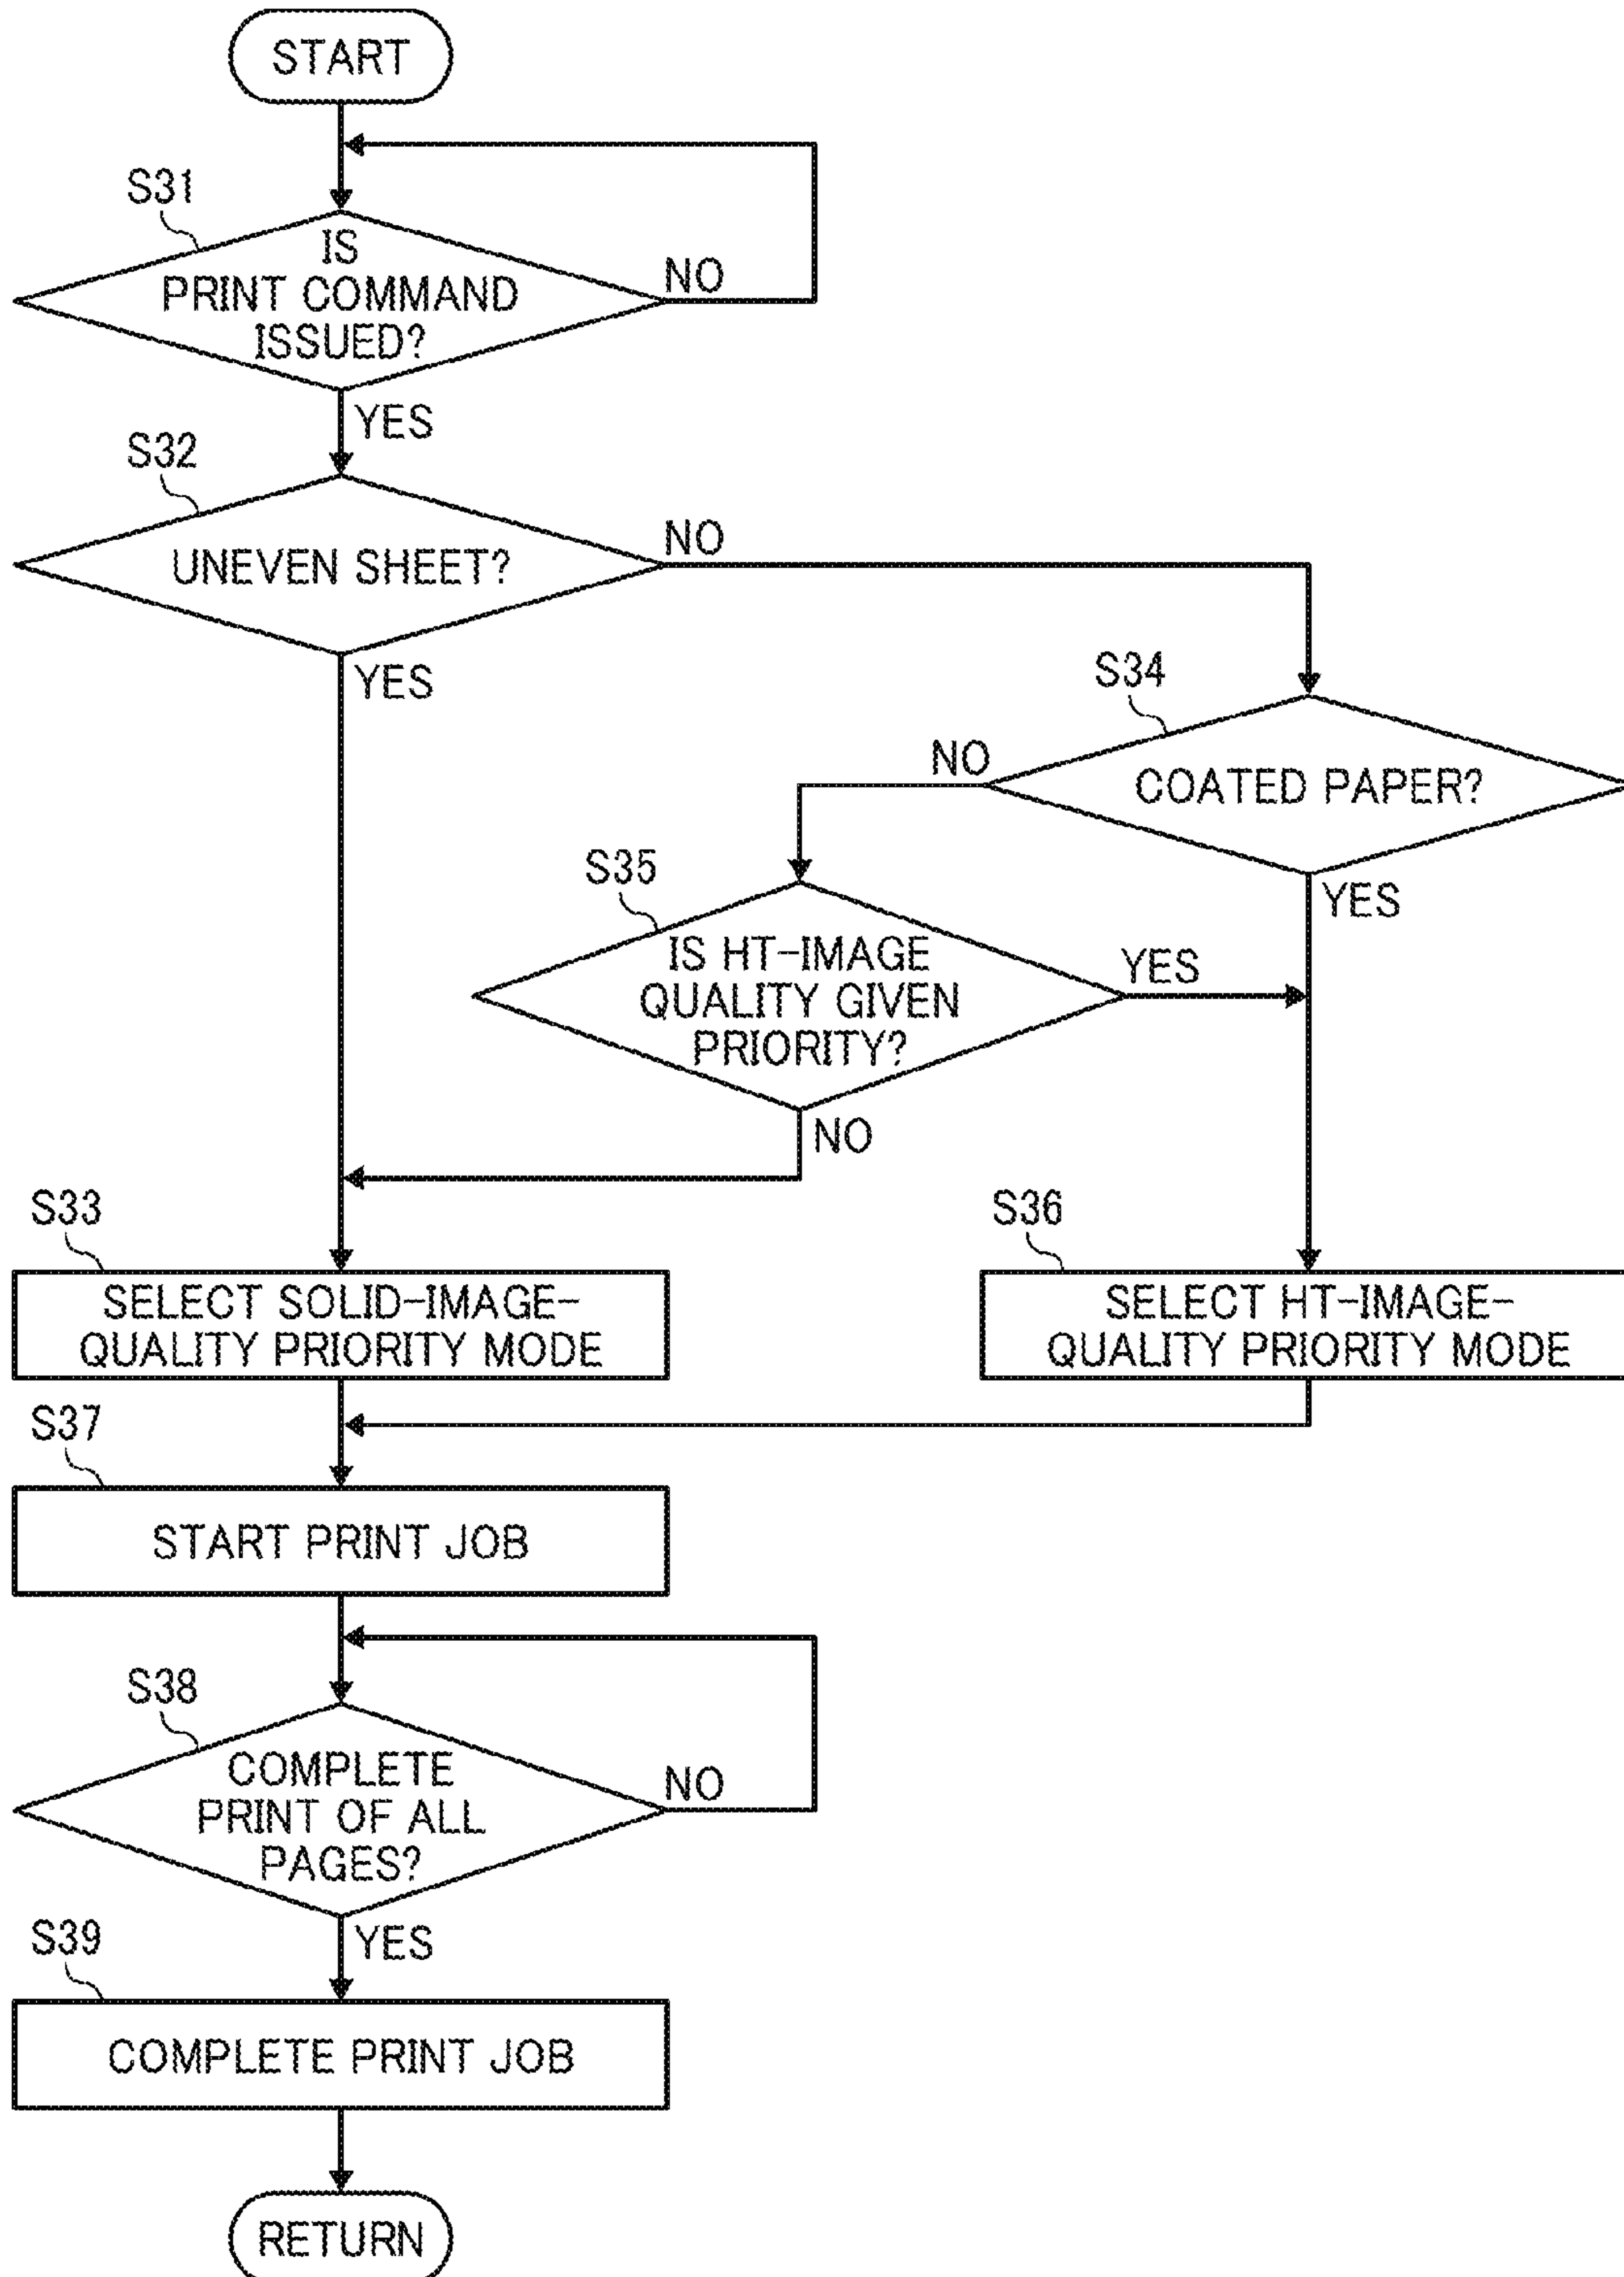 START
S31
IS
PRINT COMMAND
ISSUED?
NO
YES
S32
UNEVEN SHEET?
NO
YES
S34
COATED PAPER?
NO
YES
S35
IS HT-IMAGE
QUALITY GIVEN
PRIORITY?
YES
NO
S33
SELECT SOLID-IMAGE-
QUALITY PRIORITY MODE
S36
SELECT HT-IMAGE-
QUALITY PRIORITY MODE
S37
START PRINT JOB
S38
COMPLETE
PRINT OF ALL
PAGES?
NO
YES
S39
COMPLETE PRINT JOB
RETURN